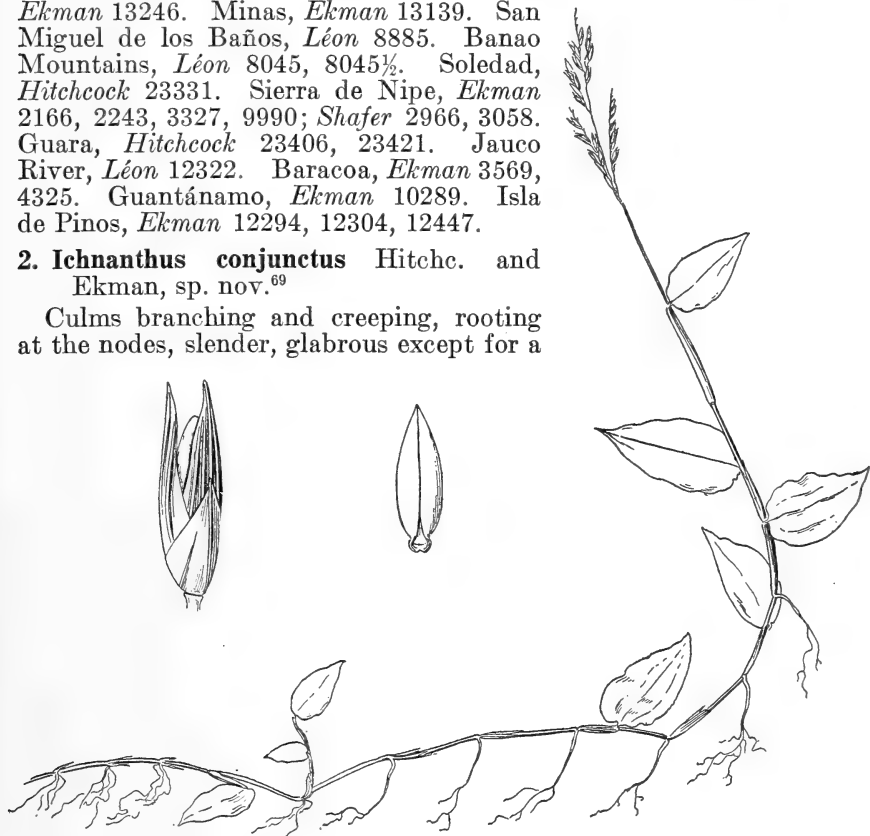 Ekman 13246. Minas, Ekman 13139. San
Miguel de los Baños, Léon 8885. Banao
Mountains, Léon 8045, 8045½. Soledad,
Hitchcock 23331. Sierra de Nipe, Ekman
2166, 2243, 3327, 9990; Shafer 2966, 3058.
Guara, Hitchcock 23406, 23421. Jauco
River, Léon 12322. Baracoa, Ekman 3569,
4325. Guantánamo, Ekman 10289. Isla
de Pinos, Ekman 12294, 12304, 12447.
2. Ichnanthus conjunctus Hitchc. and
Ekman, sp. nov.⁶⁹
Culms branching and creeping, rooting
at the nodes, slender, glabrous except for a